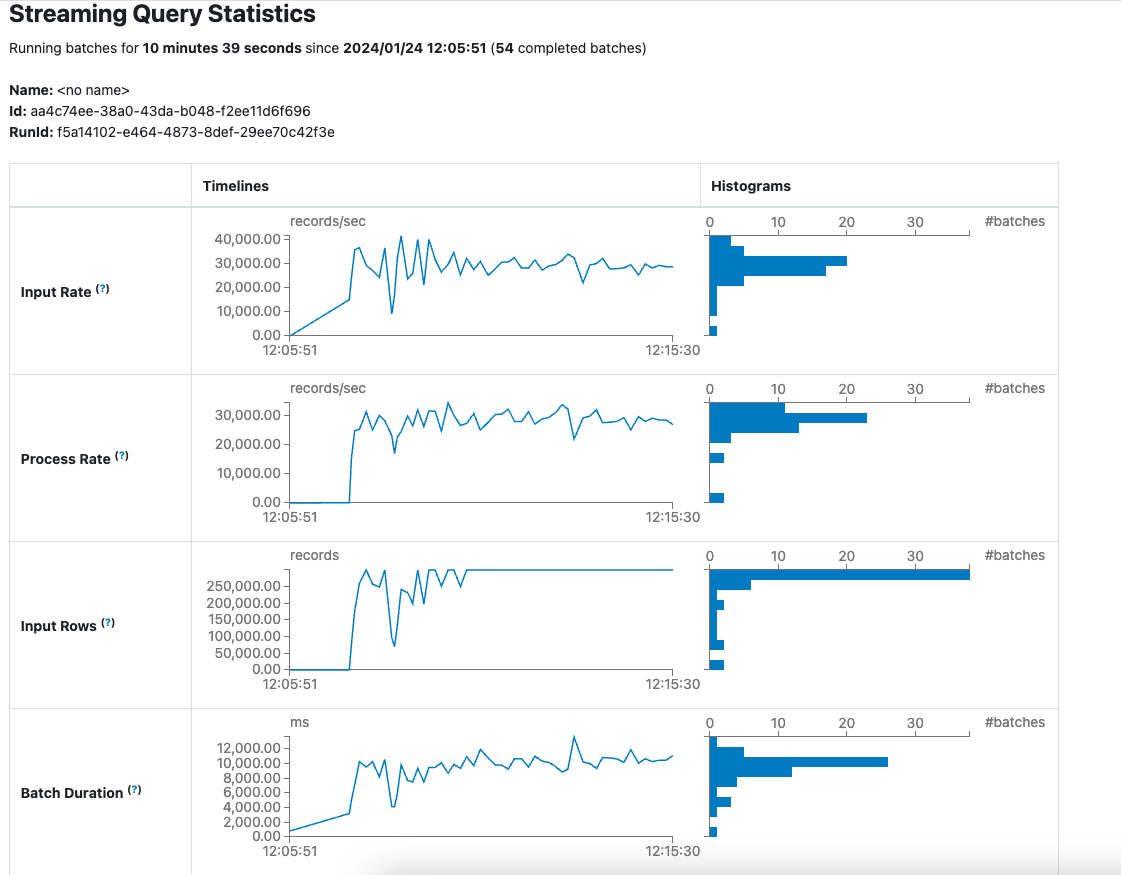 Streaming Query Statistics
Running batches for 10 minutes 39 seconds since 2024/01/24 12:05:51 (54 completed batches)
Name: <no name>
Id: aa4c74ee-38a0-43da-b048-f2ee11d6f696
RunId: f5a14102-e464-4873-8def-29ee70c42f3e
Timelines Histograms
records/sec 0 10 20 30 #batches
40,000.00
30,000.00
Input Rate (?)
20,000.00
10,000.00
0.00
12:05:51 12:15:30
records/sec 0 10 20 30 #batches
30,000.00
20,000.00
Process Rate (?)
10,000.00
0.00
12:05:51 12:15:30
records 0 10 20 30 #batches
250,000.00
200,000.00
Input Rows (?)
150,000.00
100,000.00
50,000.00
0.00
12:05:51 12:15:30
ms 0 10 20 30 #batches
12,000.00
10,000.00
8,000.00
Batch Duration (?)
6,000.00
4,000.00
2,000.00
0.00
12:05:51 12:15:30